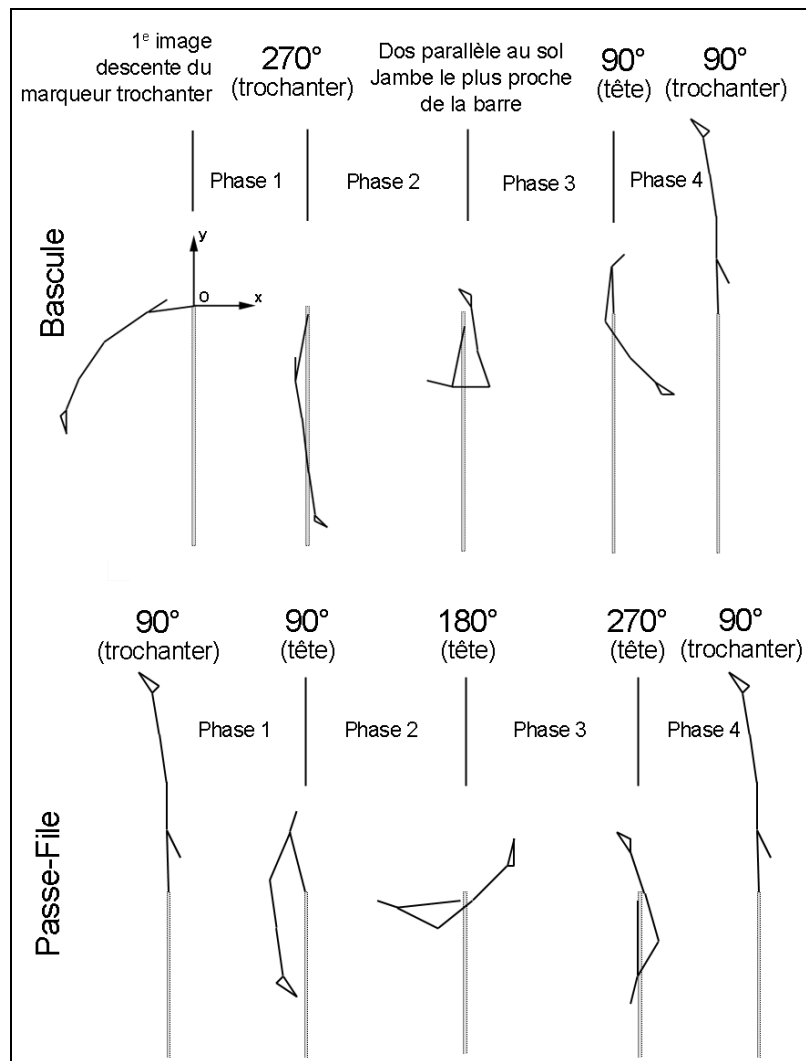 1e image
descente du
marqueur trochanter
270°
(trochanter)
Dos parallèle au sol
Jambe le plus proche
de la barre
90°
(tête)
90°
(trochanter)
Phase 1
Phase 2
Phase 3
Phase 4
Bascule
y
O
x
90°
(trochanter)
90°
(tête)
180°
(tête)
270°
(tête)
90°
(trochanter)
Phase 1
Phase 2
Phase 3
Phase 4
Passe-File